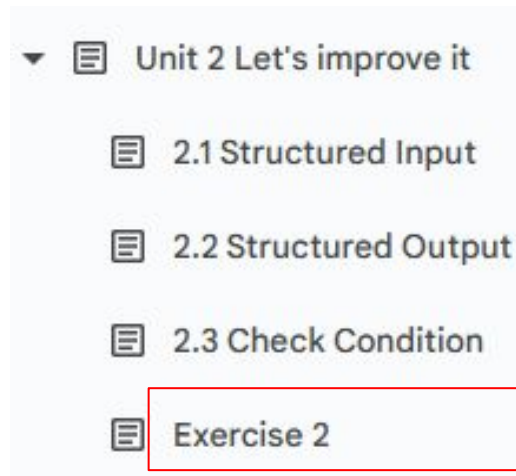 Unit 2 Let's improve it
2.1 Structured Input
2.2 Structured Output
2.3 Check Condition
Exercise 2